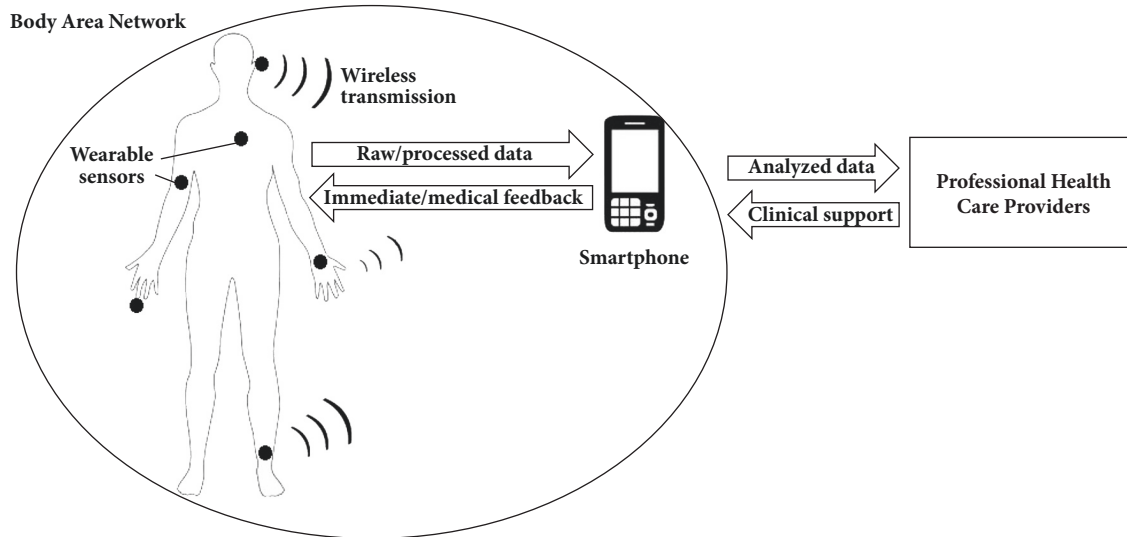 Body Area Network
Wireless
transmission
Wearable
sensors
Raw/processed data
Immediate/medical feedback
Smartphone
Analyzed data
Clinical support
Professional Health
Care Providers